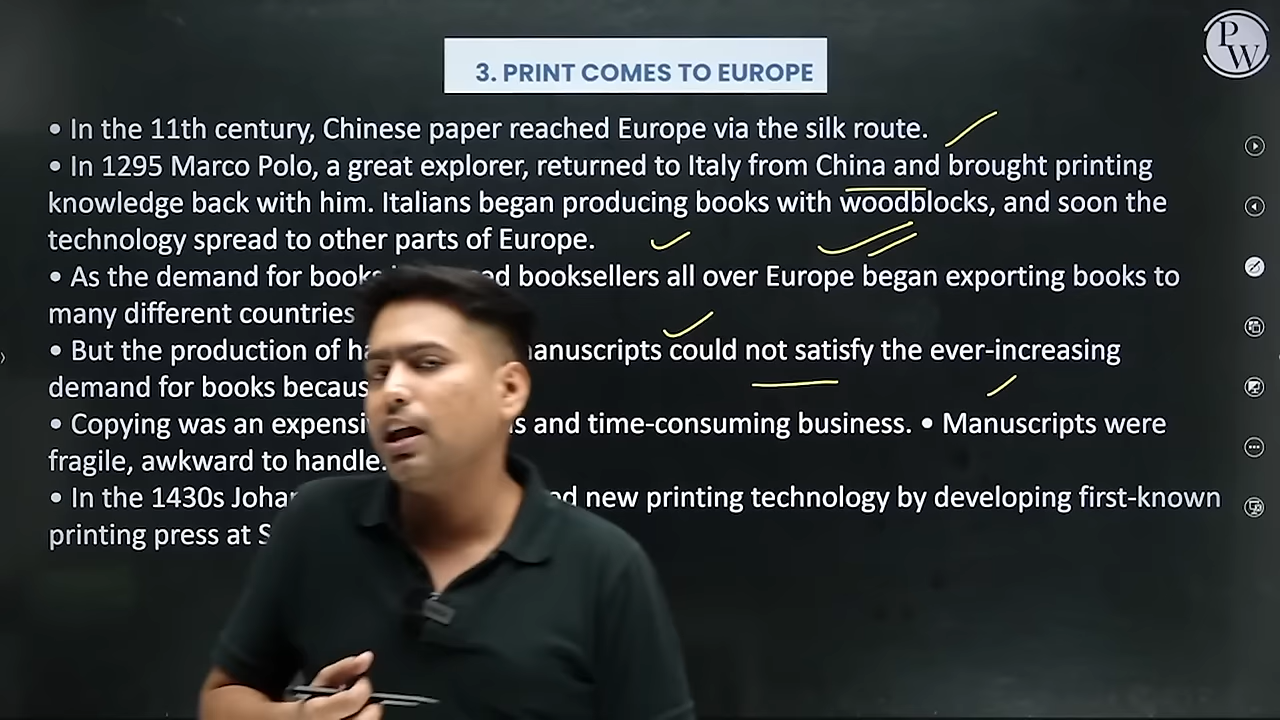 3. PRINT COMES TO EUROPE
PW
• In the 11th century, Chinese paper reached Europe via the silk route.
• In 1295 Marco Polo, a great explorer, returned to Italy from China and brought printing
knowledge back with him. Italians began producing books with woodblocks, and soon the
technology spread to other parts of Europe.
• As the demand for books booksellers all over Europe began exporting books to
many different countries
• But the production of could not satisfy the ever-increasing
demand for books
• Copying was an and time-consuming business. • Manuscripts were
fragile, awkward to handle.
• In the 1430s new printing technology by developing first-known
printing press at